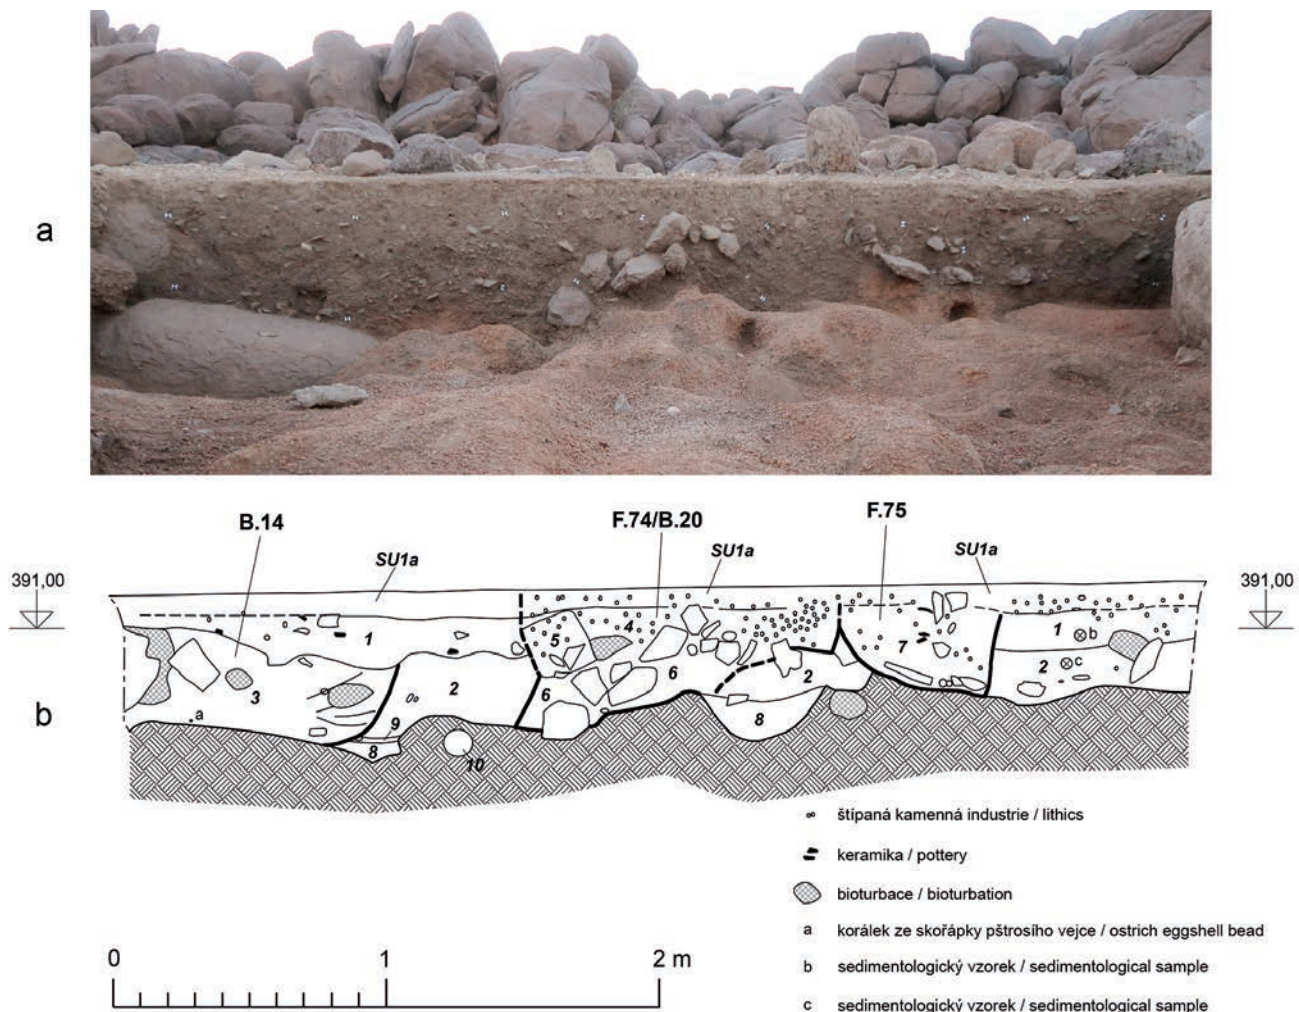 a
B.14
F.74/B.20
F.75
SU1a
SU1a
SU1a
391,00
391,00
1
5
4
7
1
b
3
2
6
6
2
2
c
a
9
8
8
10
b
štípaná kamenná industrie / lithics
keramika / pottery
bioturbace / bioturbation
a korálek ze skořápky pštrosího vejce / ostrich eggshell bead
b sedimentologický vzorek / sedimentological sample
c sedimentologický vzorek / sedimentological sample
0 1 2 m